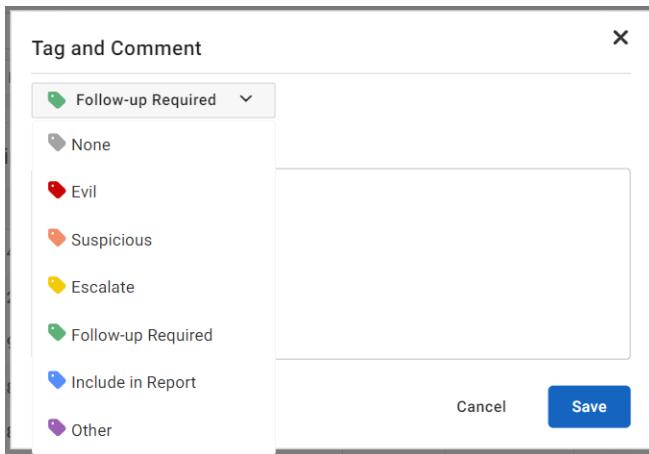 Tag and Comment
Follow-up Required
None
Evil
Suspicious
Escalate
Follow-up Required
Include in Report
Other
Cancel
Save